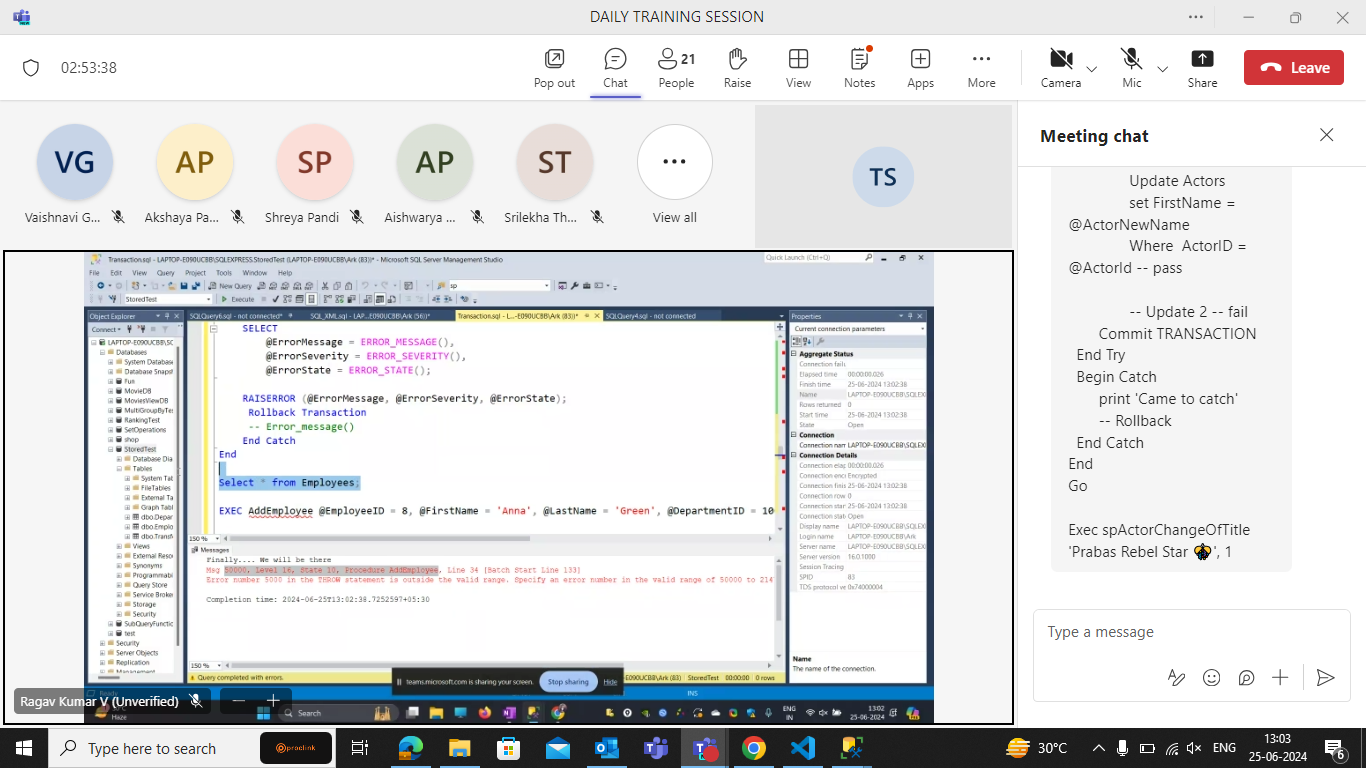 DAILY TRAINING SESSION
02:53:38
Pop out
Chat
21
People
Raise
View
Notes
Apps
More
Camera
Mic
Share
Leave
VG
AP
SP
AP
ST
Vaishnavi G...
Akshaya Pa...
Shreya Pandi
Aishwarya ...
Srilekha Th...
View all
TS
Meeting chat
Update Actors
set FirstName =
@ActorNewName
Where ActorID =
@ActorId -- pass
-- Update 2 -- fail
Commit TRANSACTION
End Try
Begin Catch
print 'Came to catch'
-- Rollback
End Catch
End
Go
Exec spActorChangeOfTitle
'Prabas Rebel Star 🪰', 1
Type a message
Transaction.sql - LAPTOP-E090UCBB\SQLEXPRESS.StoredTest (LAPTOP-E090UCBB\Ark (83))* - Microsoft SQL Server Management Studio
Quick Launch (Ctrl+Q)
File Edit View Query Project Tools Window Help
New Query
sp
StoredTest
Execute
Object Explorer
Connect
LAPTOP-E090UCBB\SC
Databases
System Database
Database Snapsh
Fun
MovieDB
MoviesViewDB
MultiGroupByTes
RankingTest
SetOperations
shop
StoredTest
Database Dia
Tables
System Tab
FileTables
External Ta
Graph Tabl
dbo.Depar
dbo.Emplo
dbo.Transf
Views
External Reso
Synonyms
Programmabi
Query Store
Service Broke
Storage
Security
SubQueryFunctio
test
Security
Server Objects
Replication
Management
SQLQuery6.sql - not connected*
SQL_XML.sql - LAP...E090UCBB\Ark (56))*
Transaction.sql - L...-E090UCBB\Ark (83))*
SQLQuery4.sql - not connected
SELECT
@ErrorMessage = ERROR_MESSAGE(),
@ErrorSeverity = ERROR_SEVERITY(),
@ErrorState = ERROR_STATE();
RAISERROR (@ErrorMessage, @ErrorSeverity, @ErrorState);
Rollback Transaction
-- Error_message()
End Catch
End
Select * from Employees;
EXEC AddEmployee @EmployeeID = 8, @FirstName = 'Anna', @LastName = 'Green', @DepartmentID = 10
150 %
Messages
Finally.... We will be there
Msg 50000, Level 16, State 10, Procedure AddEmployee, Line 34 [Batch Start Line 133]
Error number 5000 in the THROW statement is outside the valid range. Specify an error number in the valid range of 50000 to 214
Completion time: 2024-06-25T13:02:38.7252597+05:30
150 %
Query completed with errors.
E090UCBB\Ark (83)
StoredTest
00:00:00
0 rows
Properties
Current connection parameters
Aggregate Status
Connection failu
Elapsed time 00:00:00.026
Finish time 25-06-2024 13:02:38
Name LAPTOP-E090UCBB\SQLEX
Rows returned 0
Start time 25-06-2024 13:02:38
State Open
Connection
Connection nam LAPTOP-E090UCBB\SQLEX
Connection Details
Connection elap 00:00:00.026
Connection encr Encrypted
Connection finis 25-06-2024 13:02:38
Connection row 0
Connection star 25-06-2024 13:02:38
Connection stat Open
Display name LAPTOP-E090UCBB\SQLEX
Login name LAPTOP-E090UCBB\Ark
Server name LAPTOP-E090UCBB\SQLEX
Server version 16.0.1000
Session Tracing
SPID 83
TDS protocol ve 0x74000004
Name
The name of the connection.
teams.microsoft.com is sharing your screen.
Stop sharing
Hide
Ready
INS
Ragav Kumar V (Unverified)
Haze
Search
ENG
IN
13:02
25-06-2024
Type here to search
proclink
30°C
ENG
13:03
25-06-2024
6